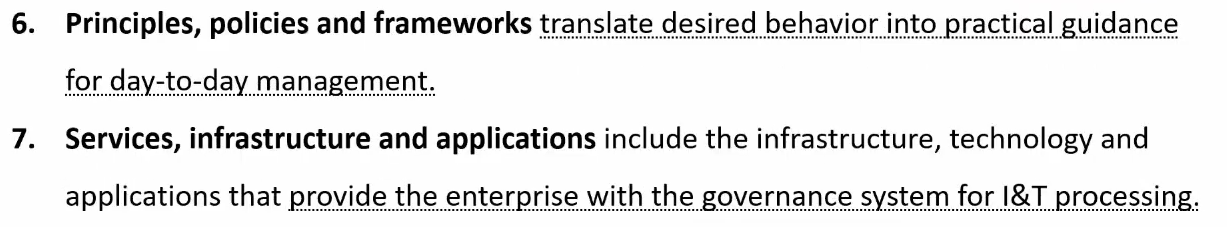 6. Principles, policies and frameworks translate desired behavior into practical guidance
for day-to-day management.
7. Services, infrastructure and applications include the infrastructure, technology and
applications that provide the enterprise with the governance system for I&T processing.